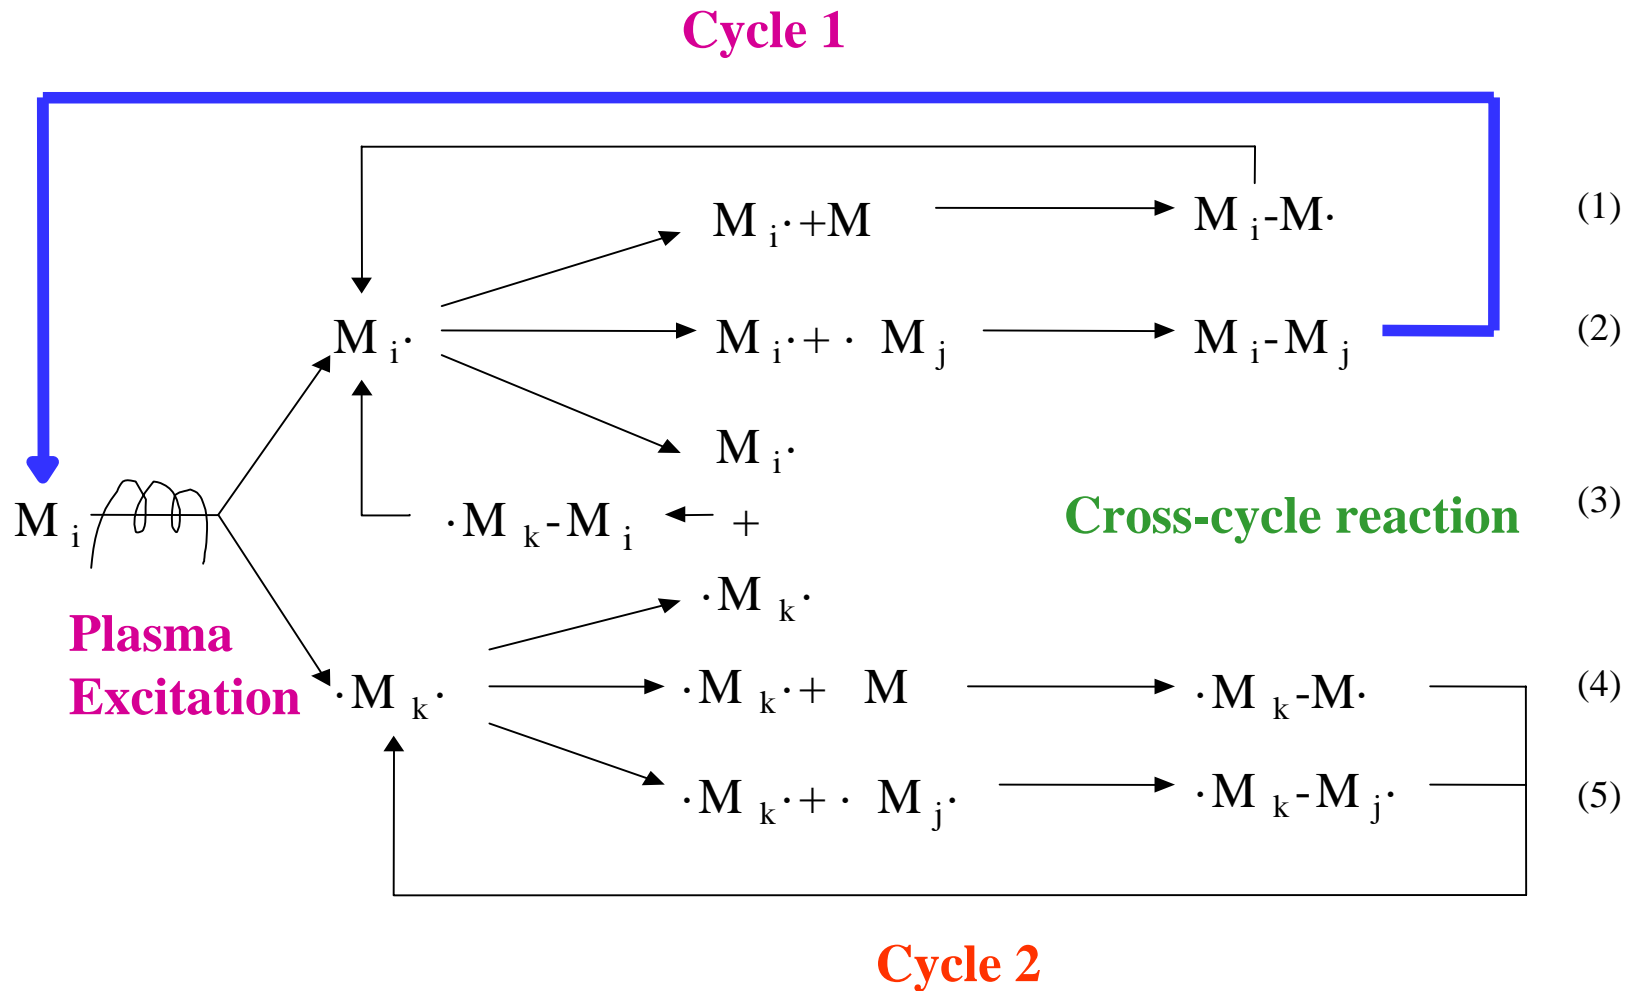 Cycle 1
M i·+M M i-M· (1)
M i· M i·+· M j M i-M j (2)
M i·
M i ·M k-M i + Cross-cycle reaction (3)
·M k·
Plasma
Excitation
·M k· ·M k·+ M ·M k-M· (4)
·M k·+· M j· ·M k-M j· (5)
Cycle 2